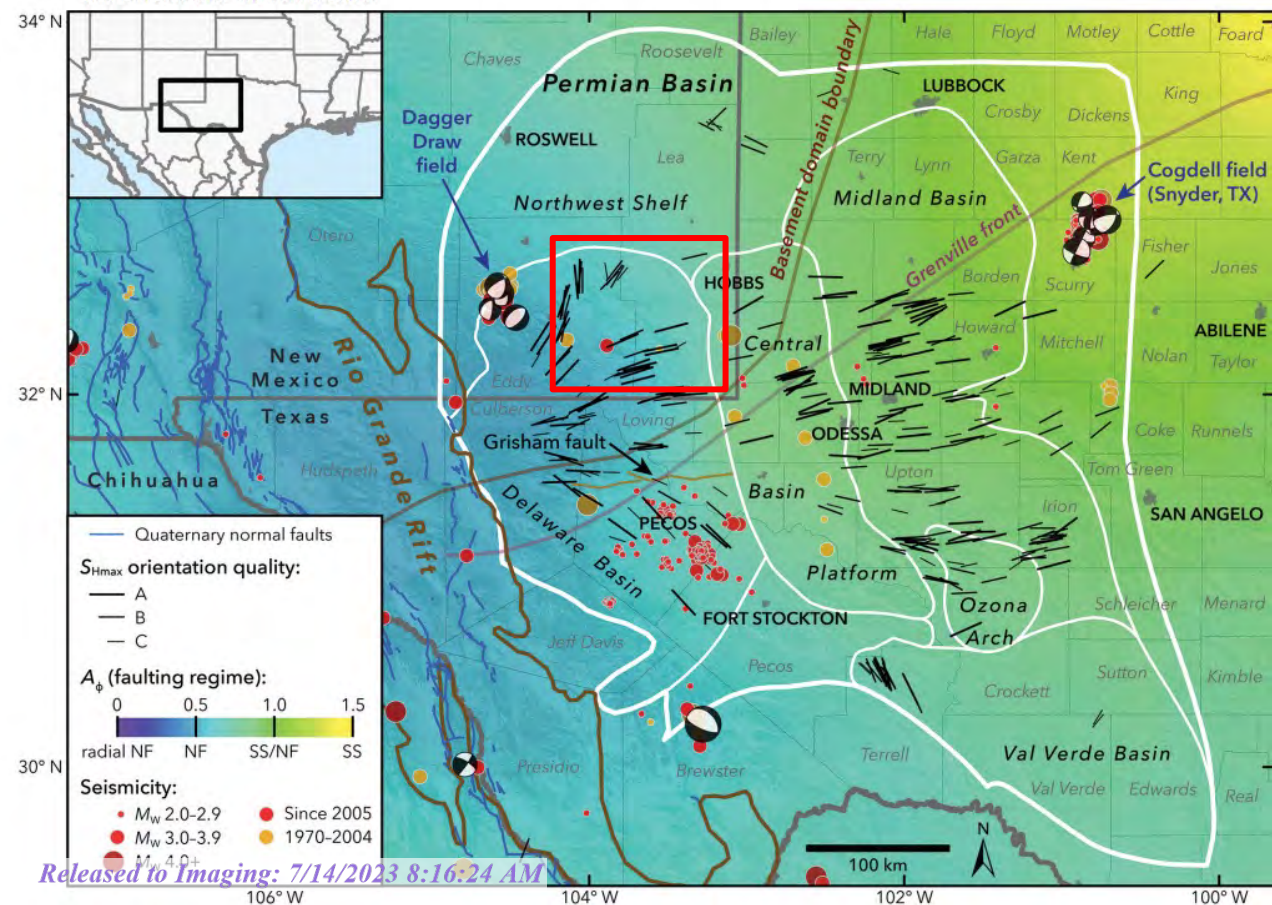 34° N
32° N
30° N
106° W
104° W
102° W
100° W
Chaves
Roosevelt
Bailey
Hale
Floyd
Motley
Cottle
Foard
Permian Basin
Basement domain boundary
LUBBOCK
King
Dagger
Draw
field
ROSWELL
Crosby
Dickens
Lea
Terry
Lynn
Garza
Kent
Cogdell field
(Snyder, TX)
Northwest Shelf
Midland Basin
Otero
Grenville front
Fisher
Jones
HOBBS
Borden
Scurry
Howard
ABILENE
New
Mexico
Central
Mitchell
Nolan
Taylor
Eddy
MIDLAND
Texas
Culberson
Loving
Rio Grande Rift
Grisham fault
ODESSA
Coke
Runnels
Chihuahua
Hudspeth
Upton
Tom Green
Delaware Basin
Basin
Irion
SAN ANGELO
PECOS
Platform
FORT STOCKTON
Ozona
Arch
Schleicher
Menard
Jeff Davis
Pecos
Crockett
Sutton
Kimble
Presidio
Brewster
Terrell
Val Verde Basin
Val Verde
Edwards
Real
Quaternary normal faults
SHmax orientation quality:
A
B
C
Aϕ (faulting regime):
0
0.5
1.0
1.5
radial NF
NF
SS/NF
SS
Seismicity:
Mw 2.0–2.9
Since 2005
Mw 3.0–3.9
1970–2004
Mw 4.0+
N
100 km
Released to Imaging: 7/14/2023 8:16:24 AM